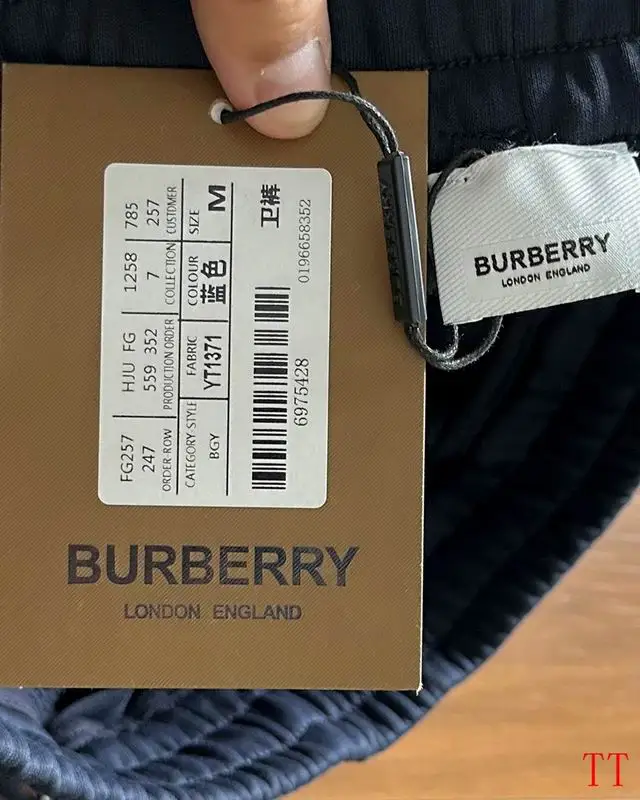 FG257
247
ORDER-ROW
HJU FG
559 352
PRODUCTION ORDER
1258
7
COLLECTION
785
257
CUSTOMER
CATEGORY-STYLE
BGY
FABRIC
YT1371
COLOUR
蓝色
SIZE
M
6975428
卫裤
0196658352
BURBERRY
LONDON ENGLAND
BURBERRY
LONDON ENGLAND
TT